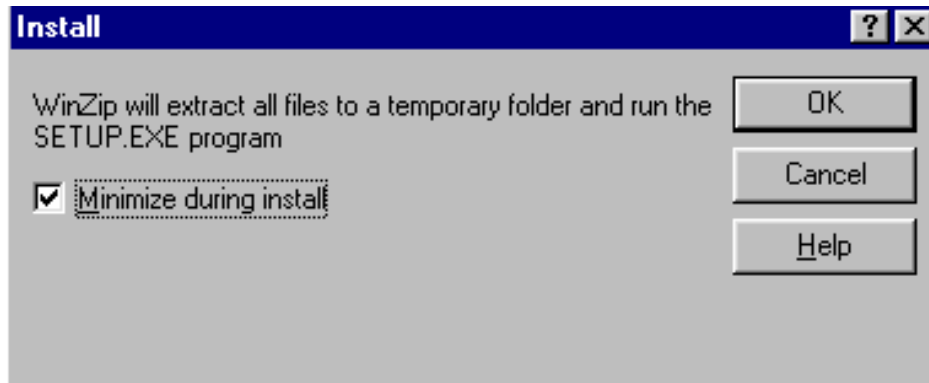 Install
WinZip will extract all files to a temporary folder and run the
SETUP.EXE program
Minimize during install
OK
Cancel
Help